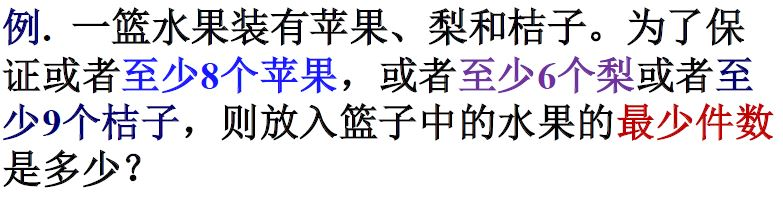 例. 一篮水果装有苹果、梨和桔子。为了保
证或者至少8个苹果，或者至少6个梨或者至
少9个桔子，则放入篮子中的水果的最少件数
是多少？